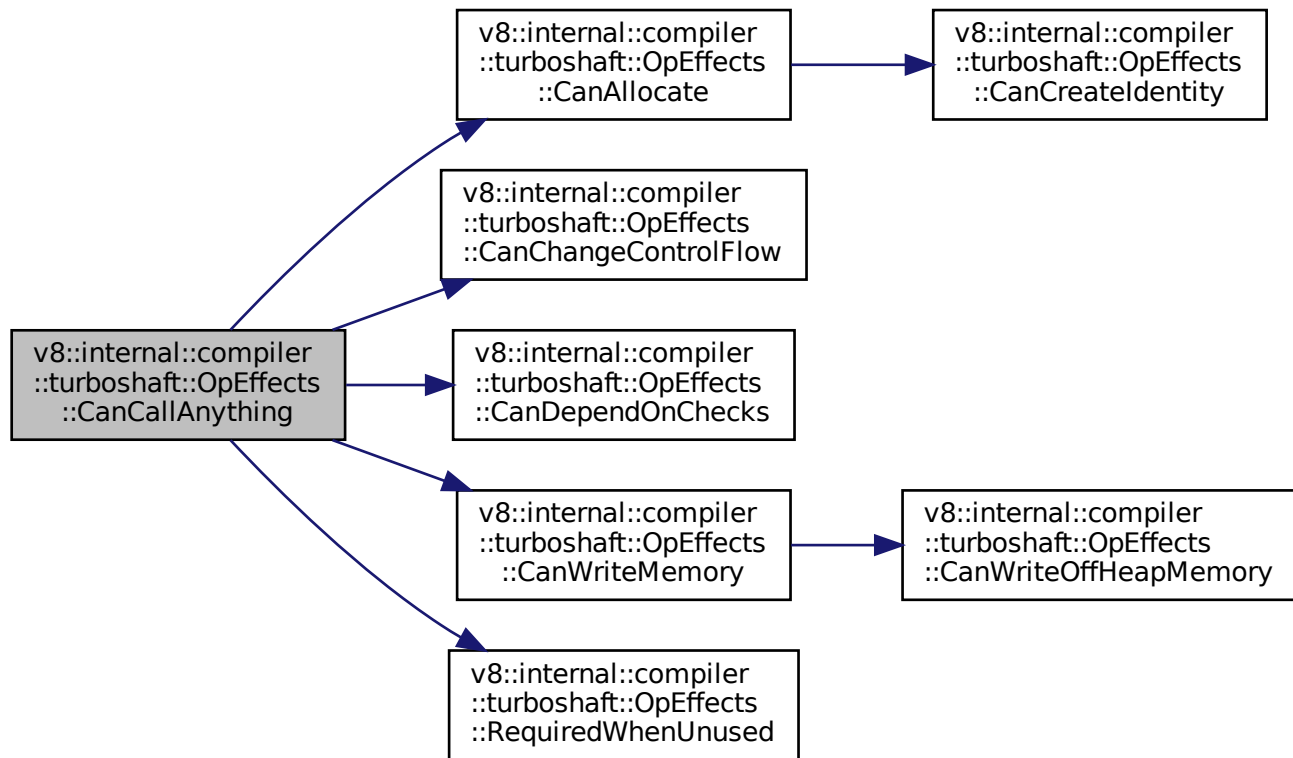 v8::internal::compiler
::turboshaft::OpEffects
::CanAllocate
v8::internal::compiler
::turboshaft::OpEffects
::CanCreateIdentity
v8::internal::compiler
::turboshaft::OpEffects
::CanChangeControlFlow
v8::internal::compiler
::turboshaft::OpEffects
::CanCallAnything
v8::internal::compiler
::turboshaft::OpEffects
::CanDependOnChecks
v8::internal::compiler
::turboshaft::OpEffects
::CanWriteMemory
v8::internal::compiler
::turboshaft::OpEffects
::CanWriteOffHeapMemory
v8::internal::compiler
::turboshaft::OpEffects
::RequiredWhenUnused